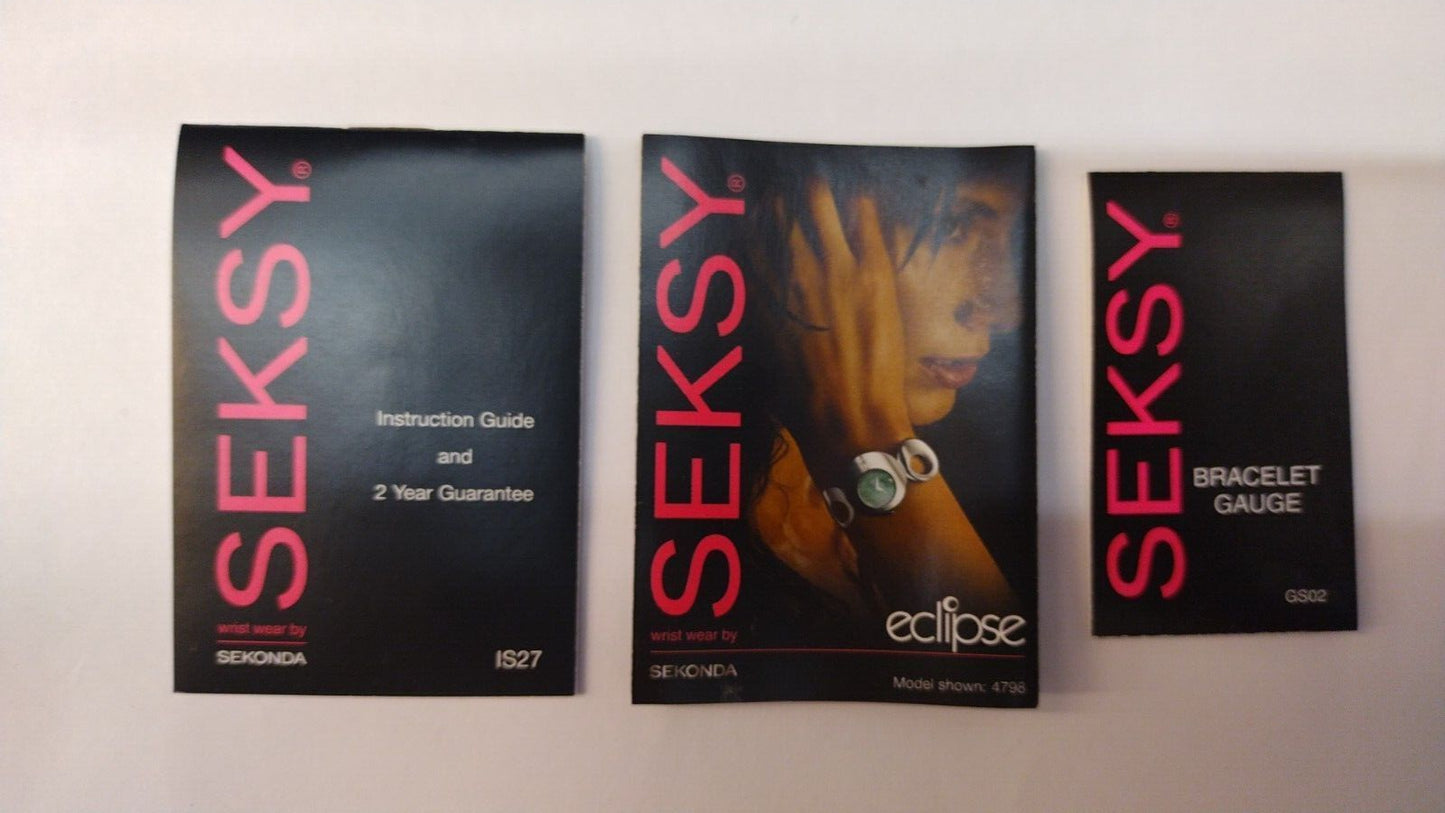 SEKSY®
Instruction Guide
and
2 Year Guarantee
wrist wear by
SEKONDA
IS27
SEKSY®
eclipse
wrist wear by
SEKONDA
Model shown: 4798
SEKSY®
BRACELET
GAUGE
GS02